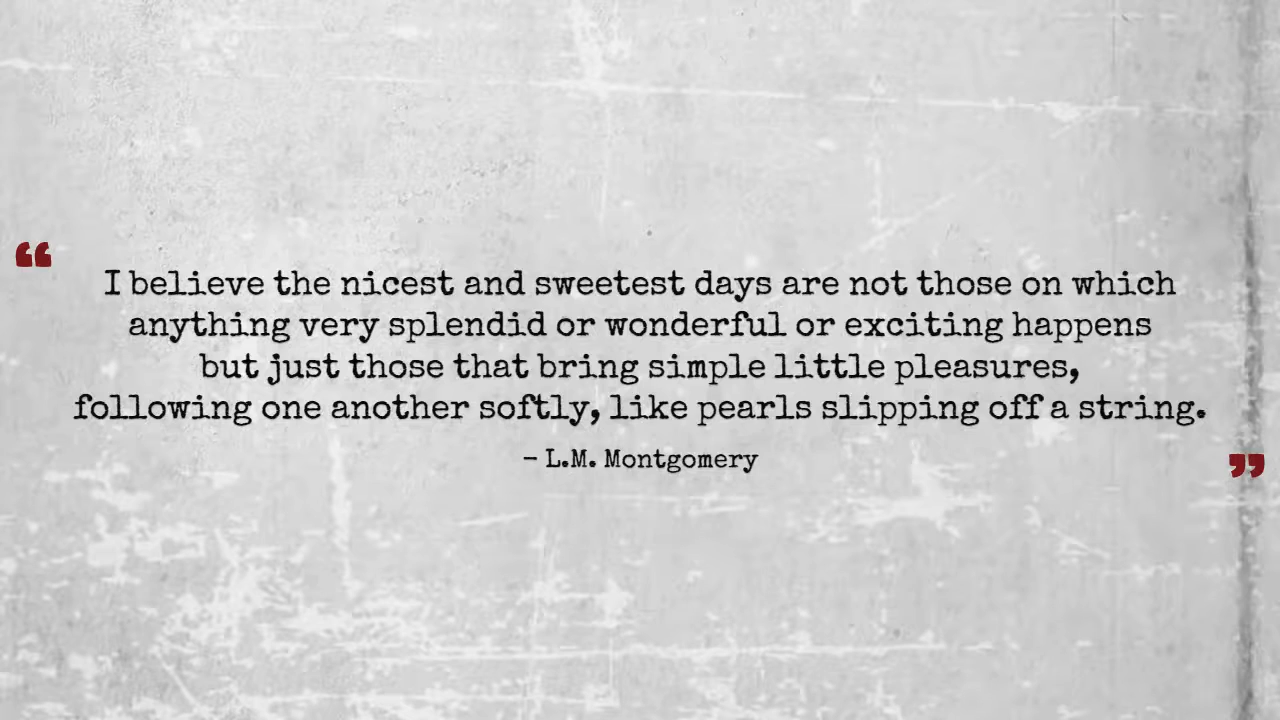 “
I believe the nicest and sweetest days are not those on which
anything very splendid or wonderful or exciting happens
but just those that bring simple little pleasures,
following one another softly, like pearls slipping off a string.
– L.M. Montgomery
”